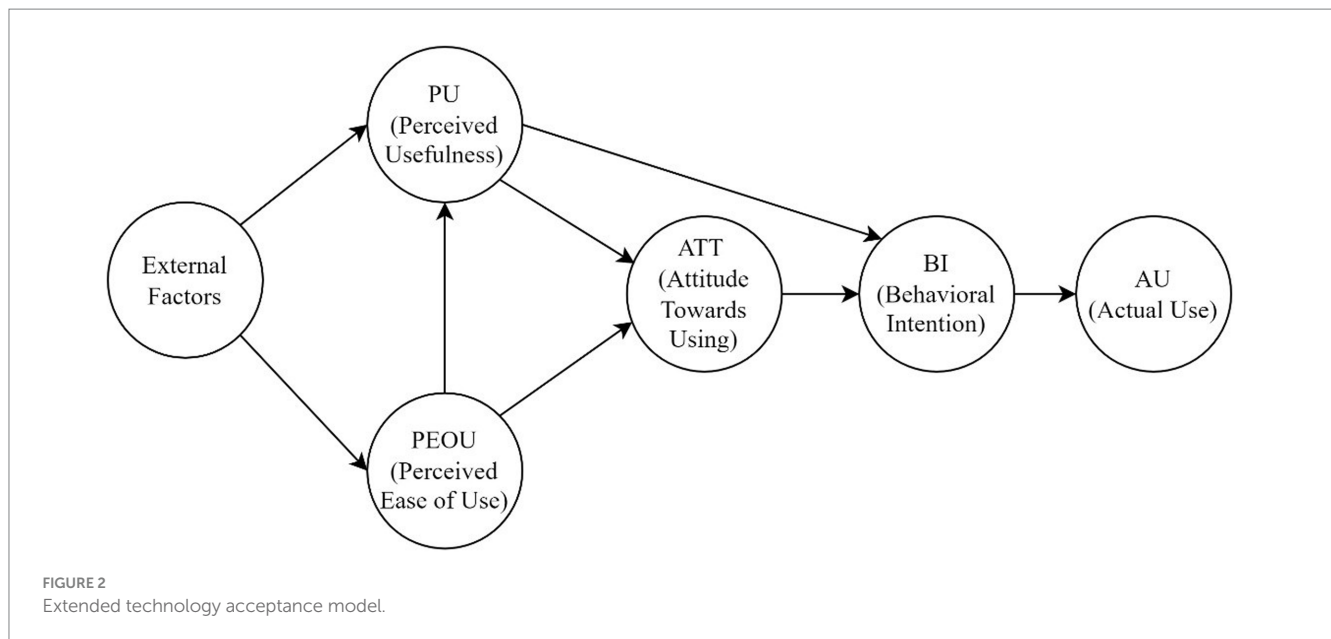 PU
(Perceived
Usefulness)
External
Factors
ATT
(Attitude
Towards
Using)
BI
(Behavioral
Intention)
AU
(Actual Use)
PEOU
(Perceived
Ease of Use)
FIGURE 2
Extended technology acceptance model.